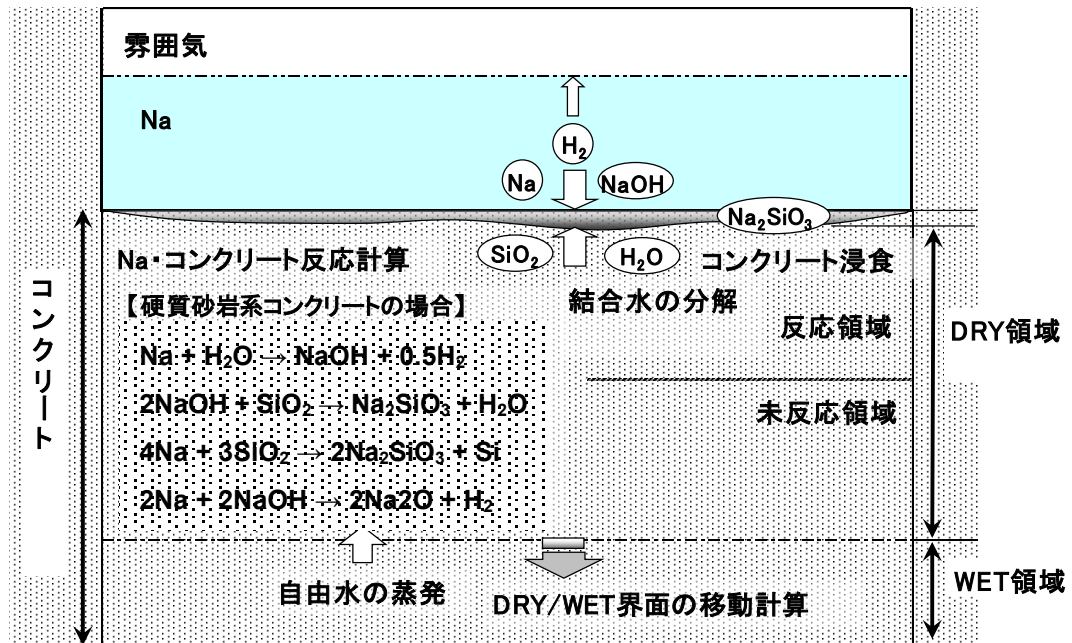 雰囲気
Na
H₂
Na
NaOH
Na₂SiO₃
SiO₂
H₂O
Na・コンクリート反応計算
コンクリート浸食
【硬質砂岩系コンクリートの場合】
結合水の分解
反応領域
DRY領域
コンクリート
Na + H₂O → NaOH + 0.5H₂
2NaOH + SiO₂ → Na₂SiO₃ + H₂O
未反応領域
4Na + 3SiO₂ → 2Na₂SiO₃ + Si
2Na + 2NaOH → 2Na2O + H₂
自由水の蒸発
DRY/WET界面の移動計算
WET領域